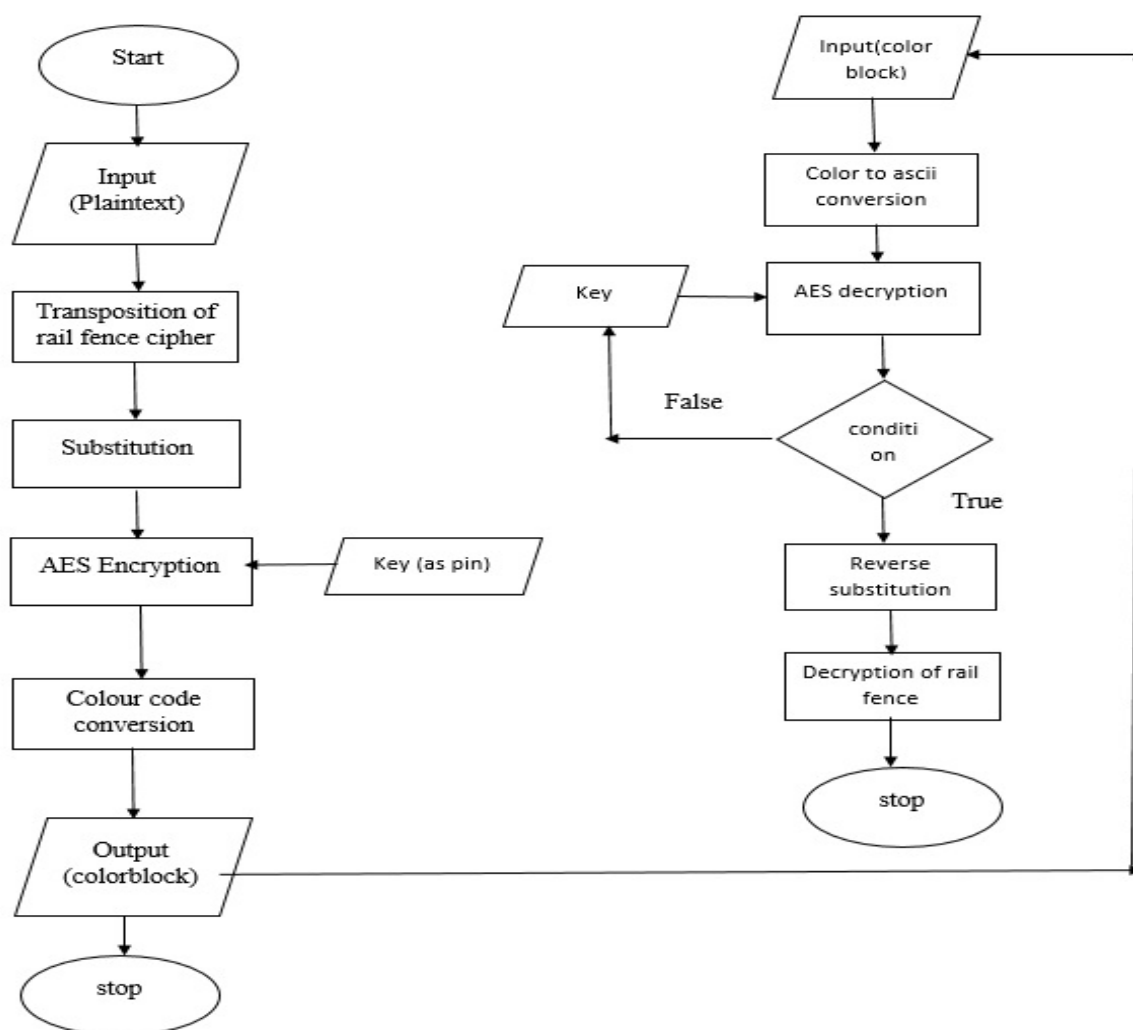 Start
Input
(Plaintext)
Transposition of
rail fence cipher
Substitution
AES Encryption
Key (as pin)
Colour code
conversion
Output
(colorblock)
stop
Input(color
block)
Color to ascii
conversion
Key
AES decryption
False
conditi
on
True
Reverse
substitution
Decryption of rail
fence
stop